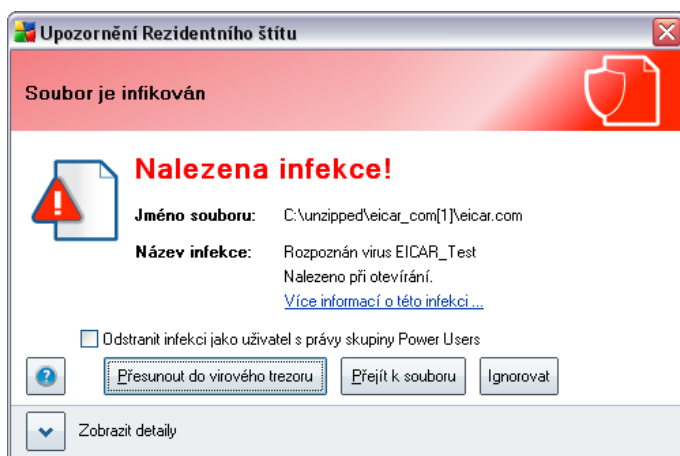 Upozornění Rezidentního štítu
Soubor je infikován
Nalezena infekce!
Jméno souboru: C:\unzipped\eicar_com[1]\eicar.com
Název infekce: Rozpoznán virus EICAR_Test
Nalezeno při otevírání.
Více informací o této infekci ...
Odstranit infekci jako uživatel s právy skupiny Power Users
Přesunout do virového trezoru Přejít k souboru Ignorovat
Zobrazit detaily